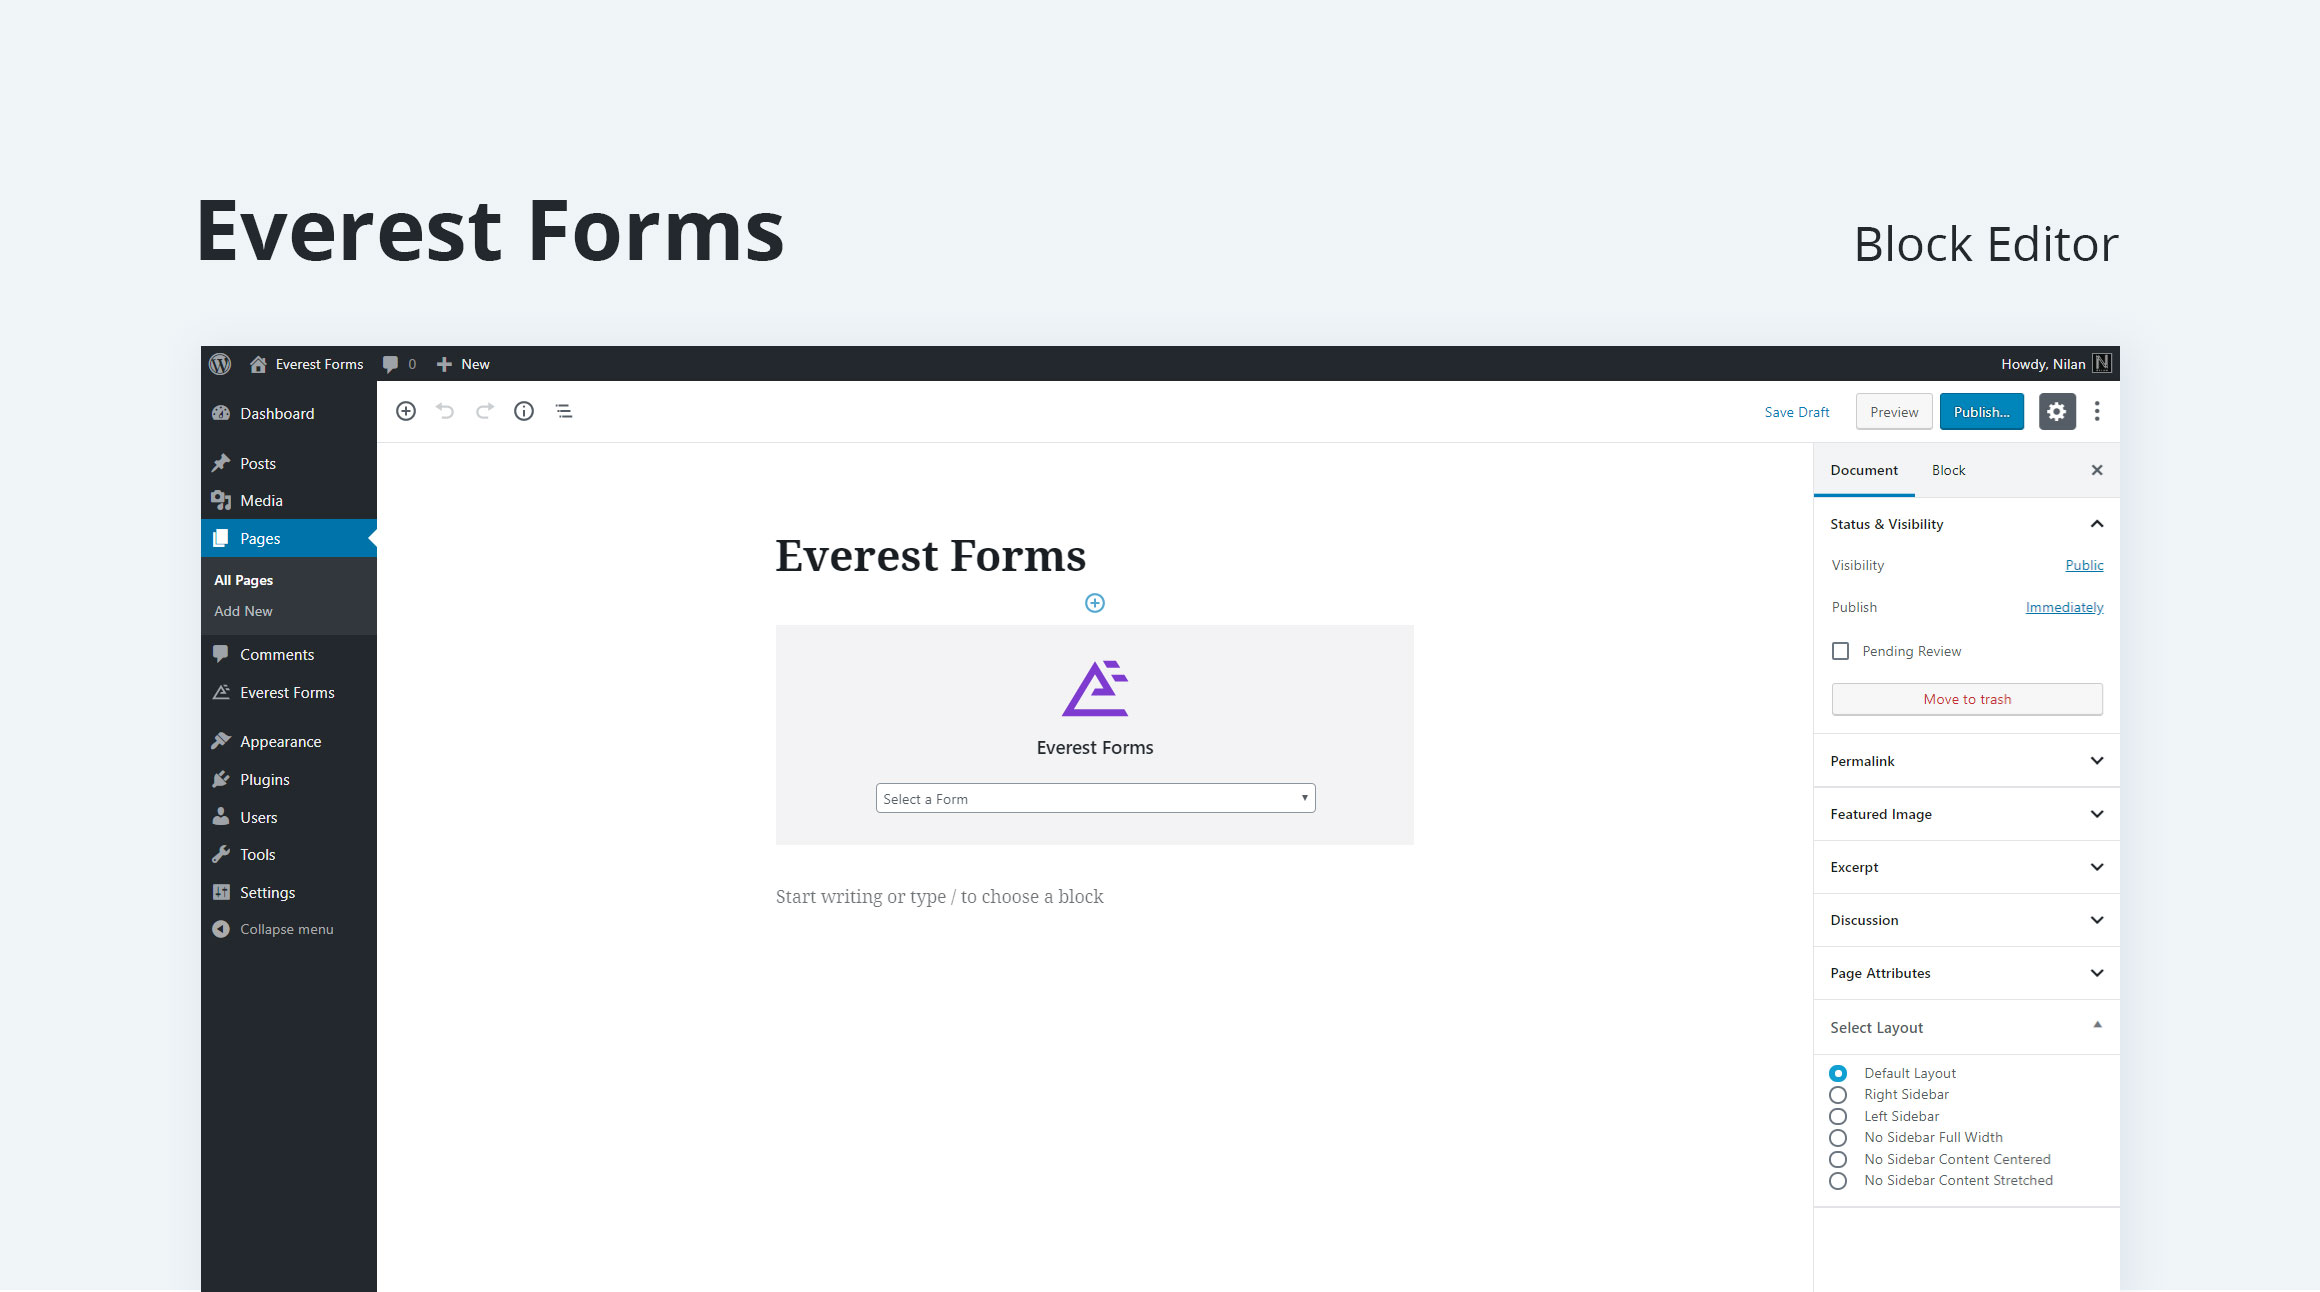 Everest Forms
Block Editor
Everest Forms 0 New Howdy, Nilan
Dashboard
Posts
Media
Pages
All Pages
Add New
Comments
Everest Forms
Appearance
Plugins
Users
Tools
Settings
Collapse menu
Save Draft Preview Publish...
Everest Forms
Everest Forms
Select a Form
Start writing or type / to choose a block
Document Block
Status & Visibility
Visibility Public
Publish Immediately
Pending Review
Move to trash
Permalink
Featured Image
Excerpt
Discussion
Page Attributes
Select Layout
Default Layout
Right Sidebar
Left Sidebar
No Sidebar Full Width
No Sidebar Content Centered
No Sidebar Content Stretched